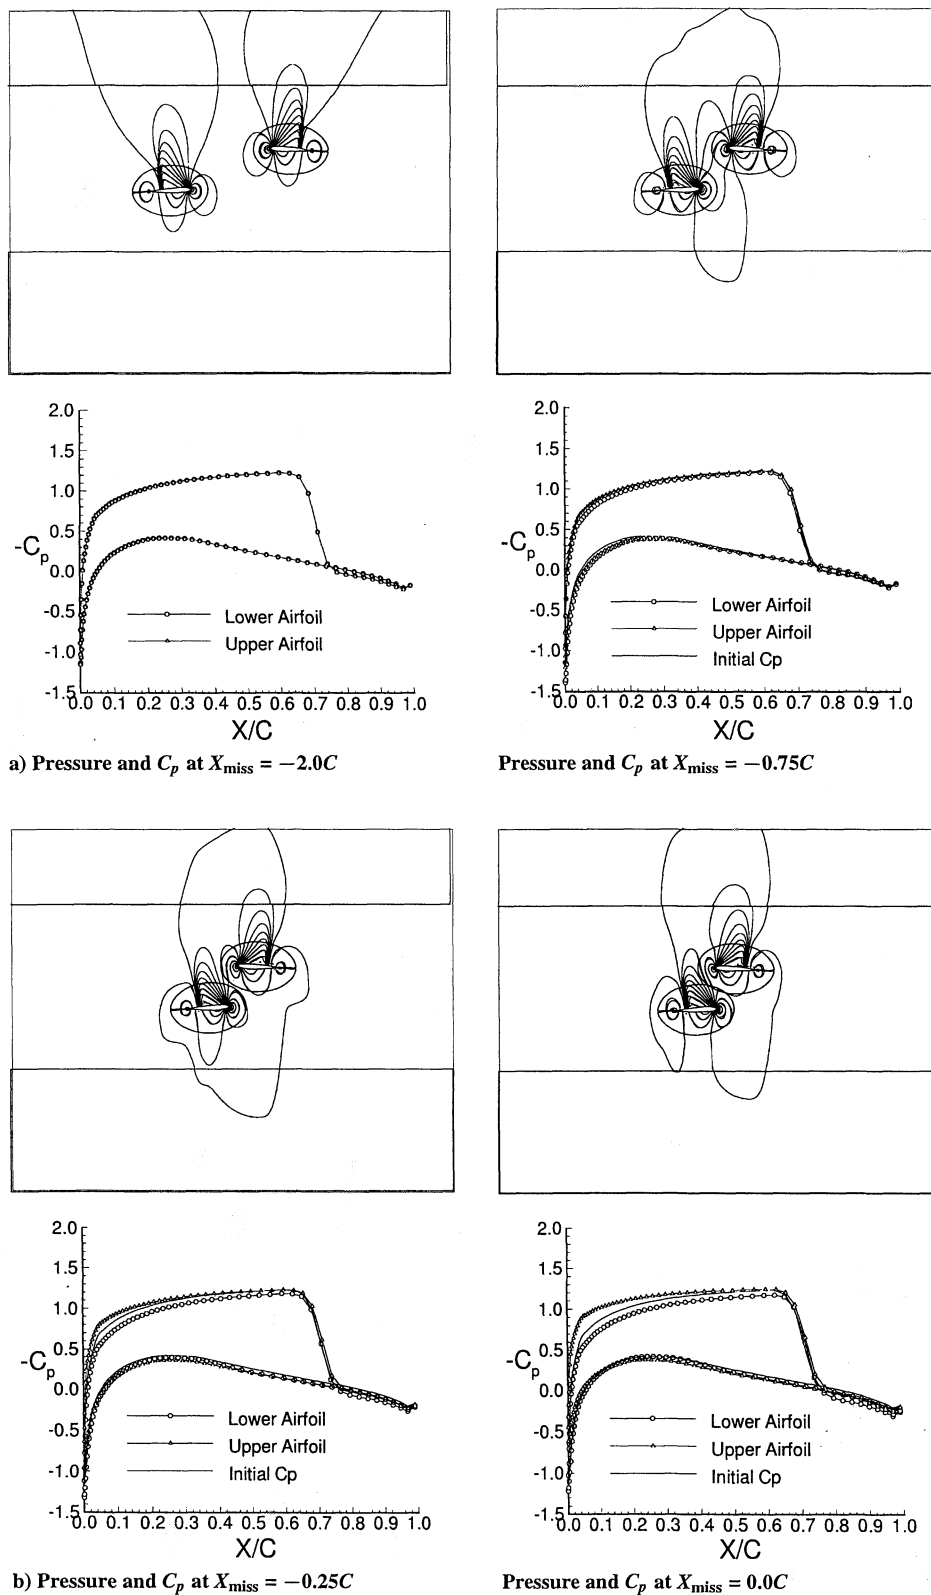 2.0
1.5
1.0
0.5
0.0
-0.5
-1.0
-1.5
-Cp
Lower Airfoil
Upper Airfoil
0.0 0.1 0.2 0.3 0.4 0.5 0.6 0.7 0.8 0.9 1.0
X/C
a) Pressure and Cp at Xmiss = −2.0C
2.0
1.5
1.0
0.5
0.0
-0.5
-1.0
-1.5
-Cp
Lower Airfoil
Upper Airfoil
Initial Cp
0.0 0.1 0.2 0.3 0.4 0.5 0.6 0.7 0.8 0.9 1.0
X/C
Pressure and Cp at Xmiss = −0.75C
2.0
1.5
1.0
0.5
0.0
-0.5
-1.0
-1.5
-Cp
Lower Airfoil
Upper Airfoil
Initial Cp
0.0 0.1 0.2 0.3 0.4 0.5 0.6 0.7 0.8 0.9 1.0
X/C
b) Pressure and Cp at Xmiss = −0.25C
2.0
1.5
1.0
0.5
0.0
-0.5
-1.0
-1.5
-Cp
Lower Airfoil
Upper Airfoil
Initial Cp
0.0 0.1 0.2 0.3 0.4 0.5 0.6 0.7 0.8 0.9 1.0
X/C
Pressure and Cp at Xmiss = 0.0C